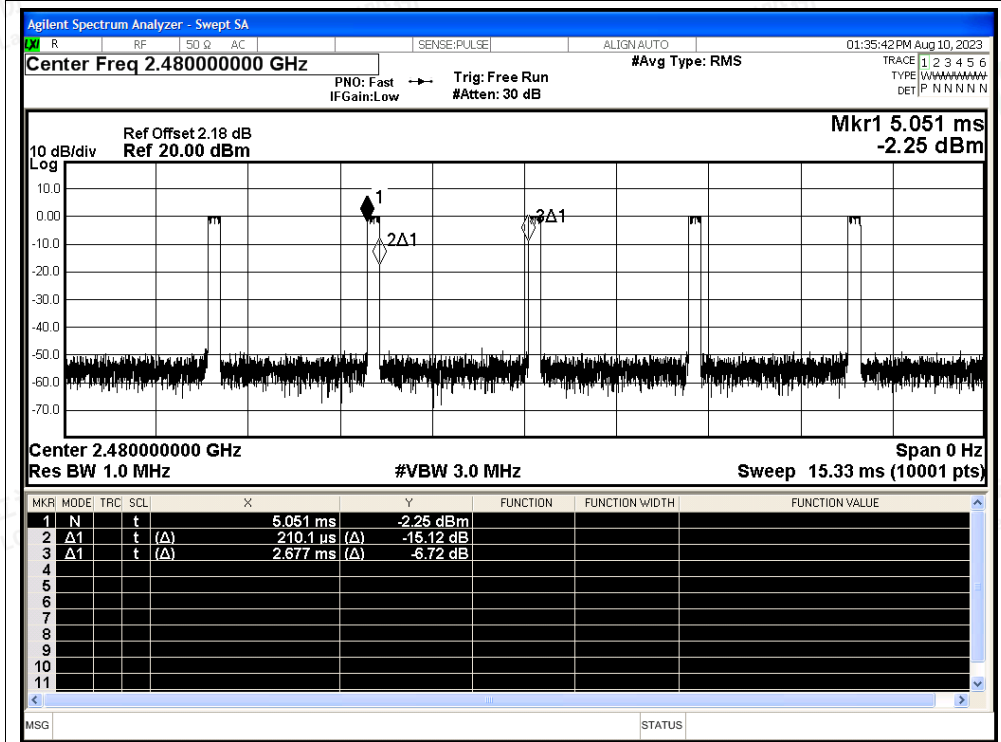 Agilent Spectrum Analyzer - Swept SA
LXI R RF 50 Ω AC SENSE:PULSE ALIGN AUTO 01:35:42 PM Aug 10, 2023
Center Freq 2.480000000 GHz #Avg Type: RMS TRACE 1 2 3 4 5 6
PNO: Fast Trig: Free Run TYPE WWWWWW
IFGain:Low #Atten: 30 dB DET P N N N N N
Mkr1 5.051 ms
-2.25 dBm
Ref Offset 2.18 dB
10 dB/div Ref 20.00 dBm
Log
10.0
0.00
-10.0
-20.0
-30.0
-40.0
-50.0
-60.0
-70.0
1
2Δ1
3Δ1
Center 2.480000000 GHz Span 0 Hz
Res BW 1.0 MHz #VBW 3.0 MHz Sweep 15.33 ms (10001 pts)
MKR MODE TRC SCL X Y FUNCTION FUNCTION WIDTH FUNCTION VALUE
1 N t 5.051 ms -2.25 dBm
2 Δ1 t (Δ) 210.1 µs (Δ) -15.12 dB
3 Δ1 t (Δ) 2.677 ms (Δ) -6.72 dB
4
5
6
7
8
9
10
11
MSG STATUS